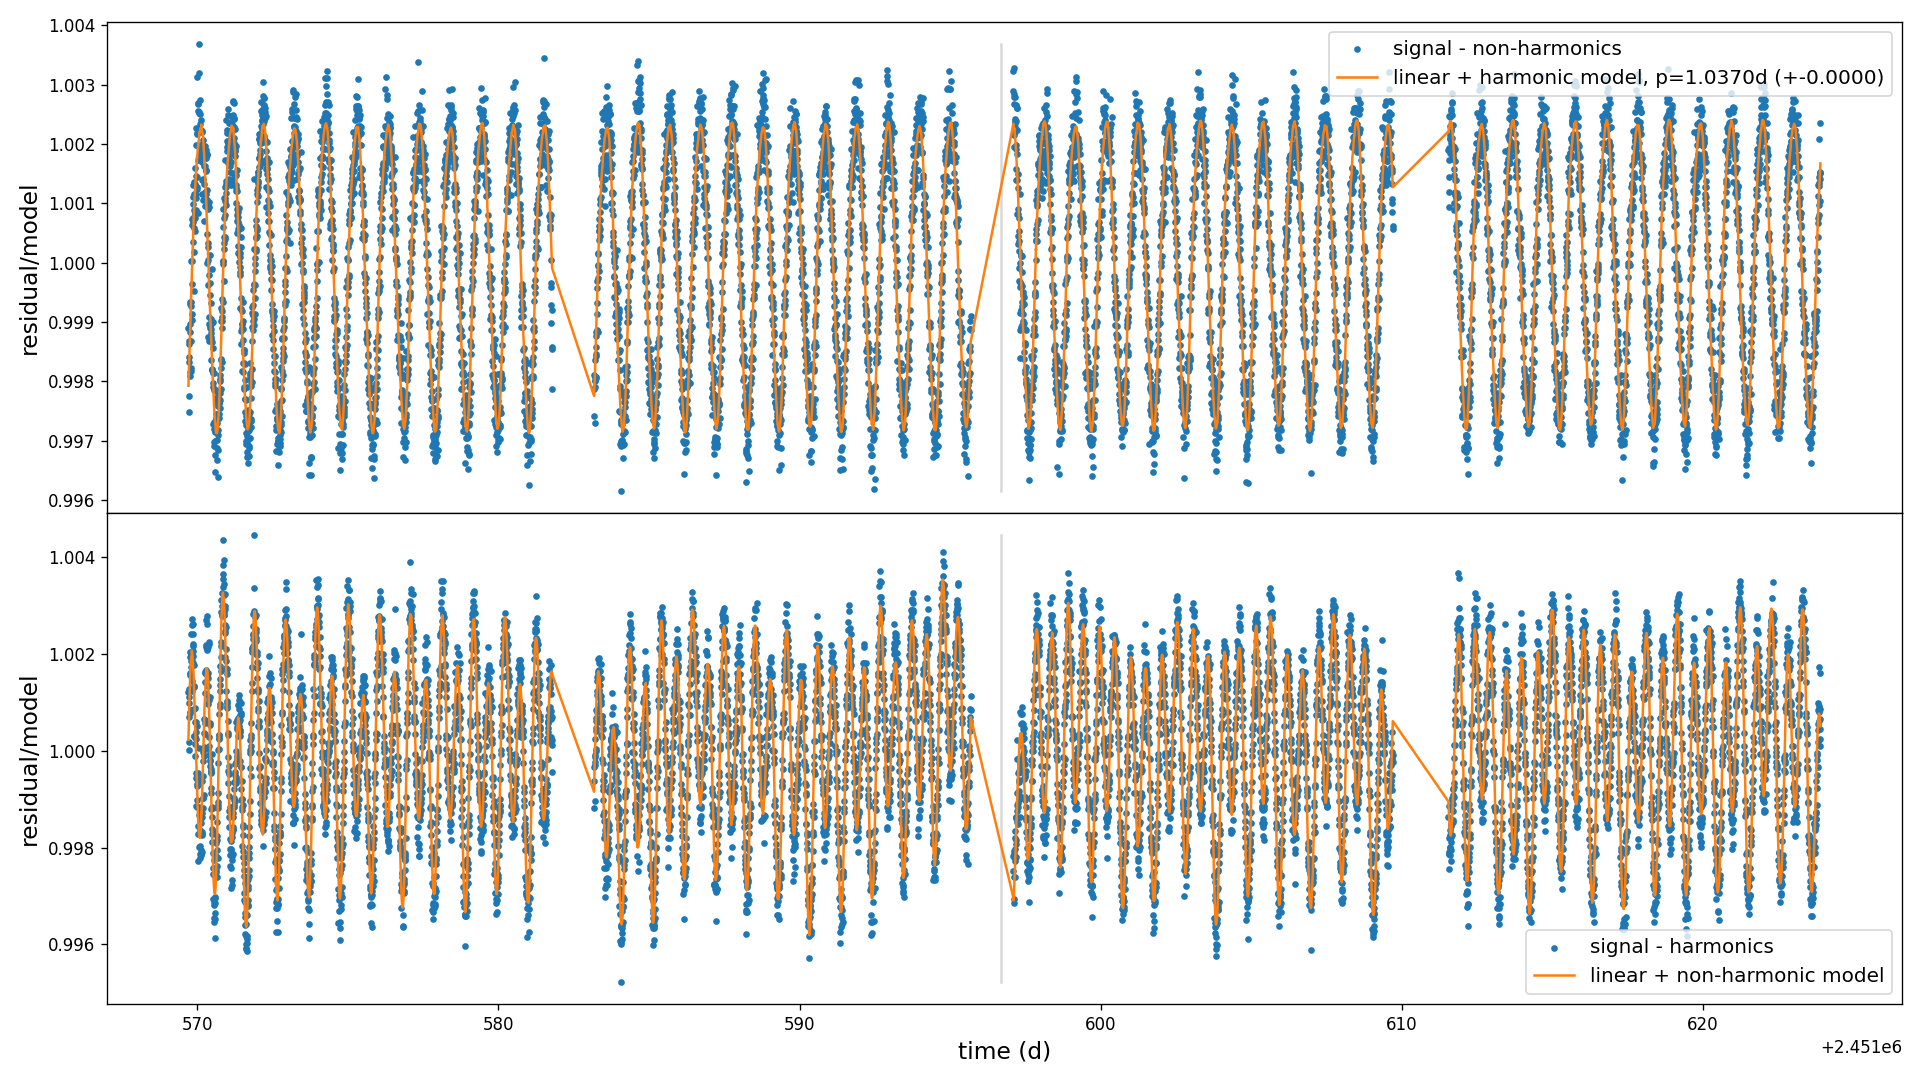 1.004
1.003
1.002
1.001
1.000
0.999
0.998
0.997
0.996
residual/model
signal - non-harmonics
linear + harmonic model, p=1.0370d (+-0.0000)
1.004
1.002
1.000
0.998
0.996
residual/model
signal - harmonics
linear + non-harmonic model
570
580
590
600
610
620
time (d)
+2.451e6